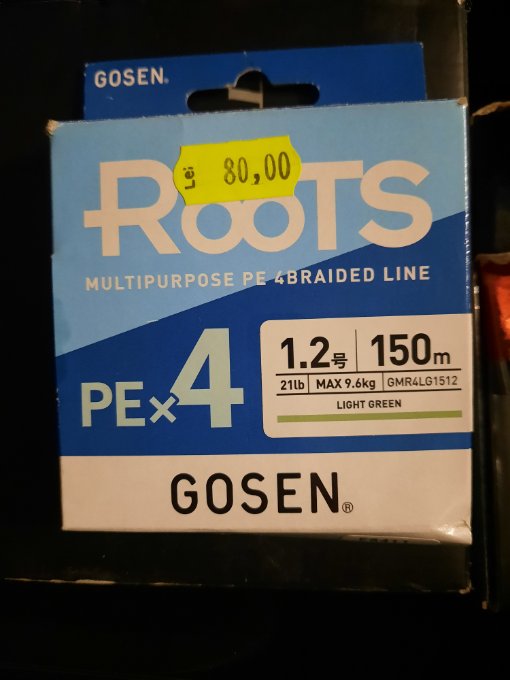 GOSEN®
Lei 80,00
ROOTS
MULTIPURPOSE PE 4BRAIDED LINE
PE×4
1.2号 150m
21lb MAX 9.6kg GMR4LG1512
LIGHT GREEN
GOSEN®